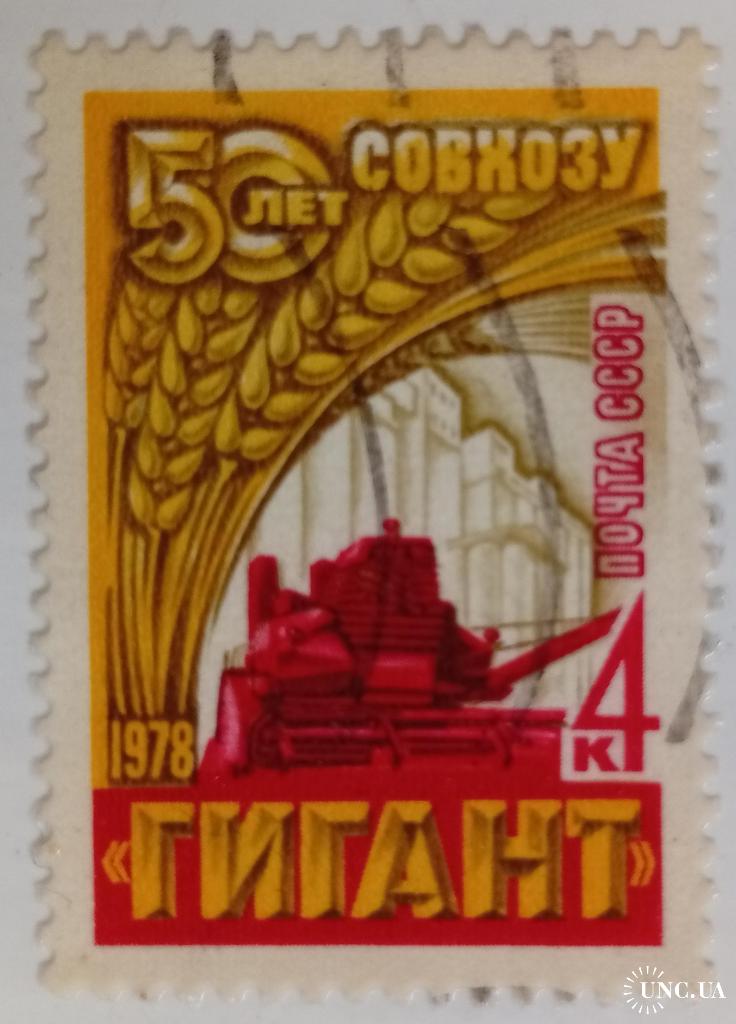 50 ЛЕТ СОВХОЗУ
ПОЧТА СССР
4 К
1978
«ГИГАНТ»
UNC.UA